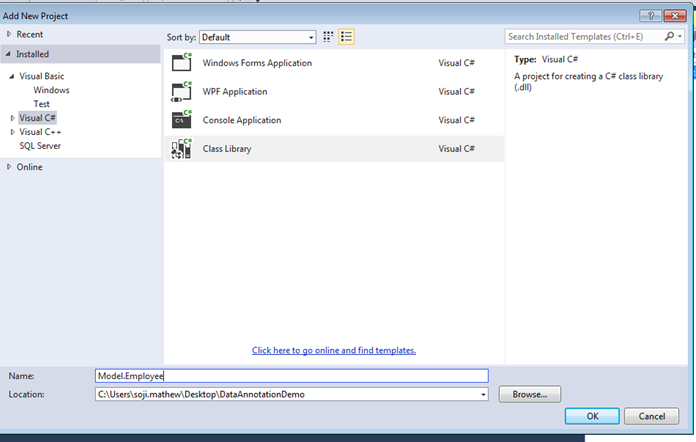 Add New Project
?
Recent
Installed
Visual Basic
Windows
Test
Visual C#
Visual C++
SQL Server
Online
Sort by: Default
Windows Forms Application Visual C#
WPF Application Visual C#
Console Application Visual C#
Class Library Visual C#
Click here to go online and find templates.
Search Installed Templates (Ctrl+E)
Type: Visual C#
A project for creating a C# class library
(.dll)
Name: Model.Employee
Location: C:\Users\soji.mathew\Desktop\DataAnnotationDemo
Browse...
OK Cancel